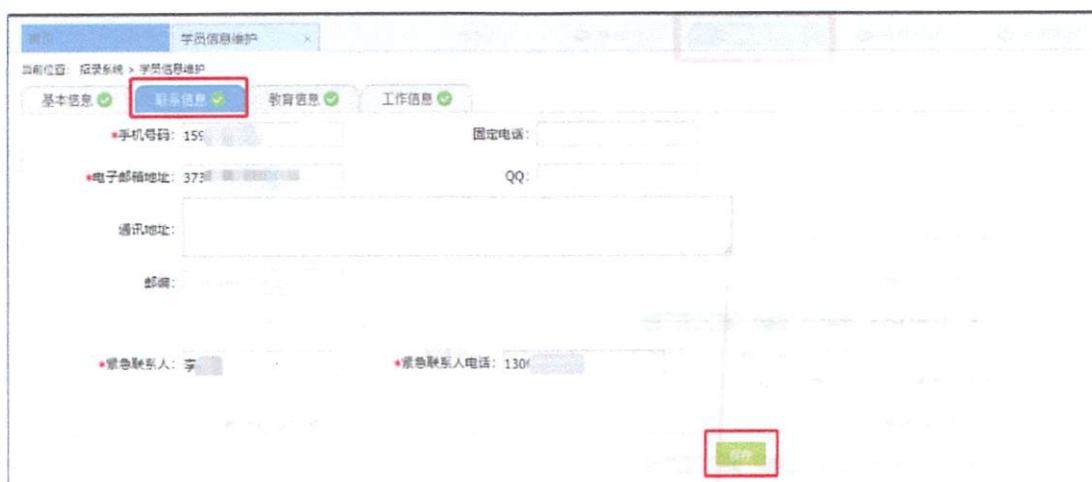 首页 学员信息维护 ×
当前位置: 招录系统 > 学员信息维护
基本信息 联系信息 教育信息 工作信息
*手机号码: 159 固定电话:
*电子邮箱地址: 373 QQ:
通讯地址:
邮编:
*紧急联系人: 李 *紧急联系人电话: 130
保存